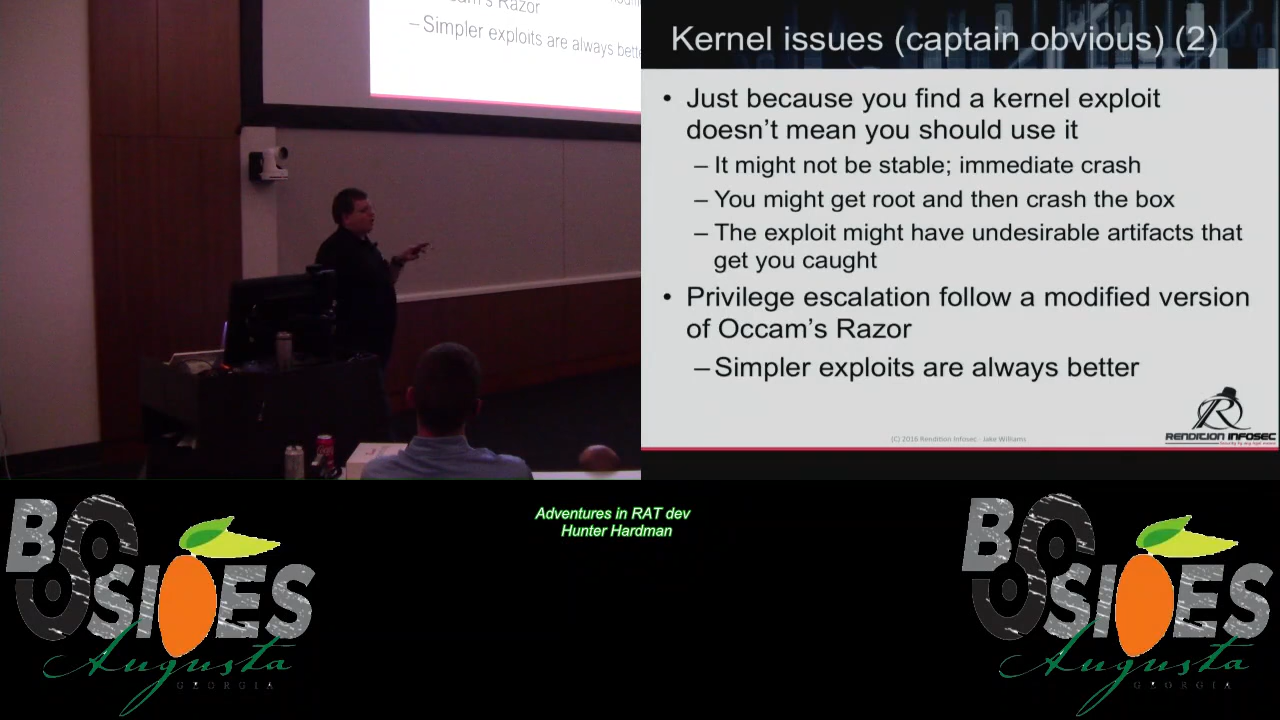 cam's Razor
– Simpler exploits are always bette
Kernel issues (captain obvious) (2)
• Just because you find a kernel exploit
doesn't mean you should use it
– It might not be stable; immediate crash
– You might get root and then crash the box
– The exploit might have undesirable artifacts that
get you caught
• Privilege escalation follow a modified version
of Occam's Razor
– Simpler exploits are always better
(C) 2016 Rendition Infosec - Jake Williams
R
RENDITION INFOSEC
Adventures in RAT dev
Hunter Hardman
BSIDES
Augusta
GEORGIA
BSIDES
Augusta
GEORGIA